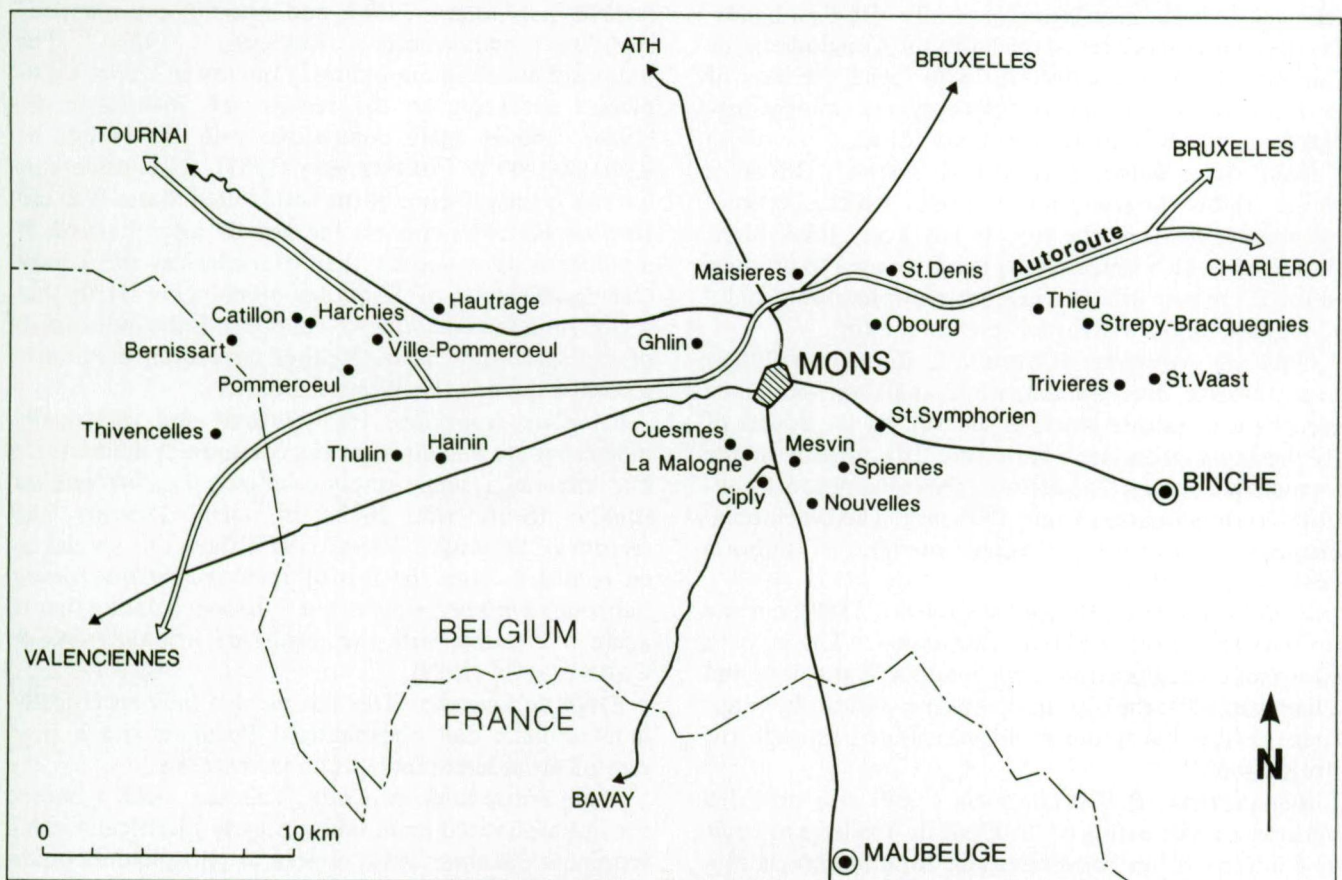 ATH
BRUXELLES
TOURNAI
BRUXELLES
Autoroute
CHARLEROI
Maisieres
St.Denis
Hautrage
Thieu
Catillon
Harchies
Obourg
Strepy-Bracquegnies
Bernissart
Ville-Pommeroeul
Ghlin
MONS
Pommeroeul
Trivieres
St.Vaast
St.Symphorien
Thivencelles
Hainin
Cuesmes
Mesvin
Thulin
La Malogne
Spiennes
Ciply
Nouvelles
BINCHE
BELGIUM
VALENCIENNES
FRANCE
N
BAVAY
0 10 km
MAUBEUGE